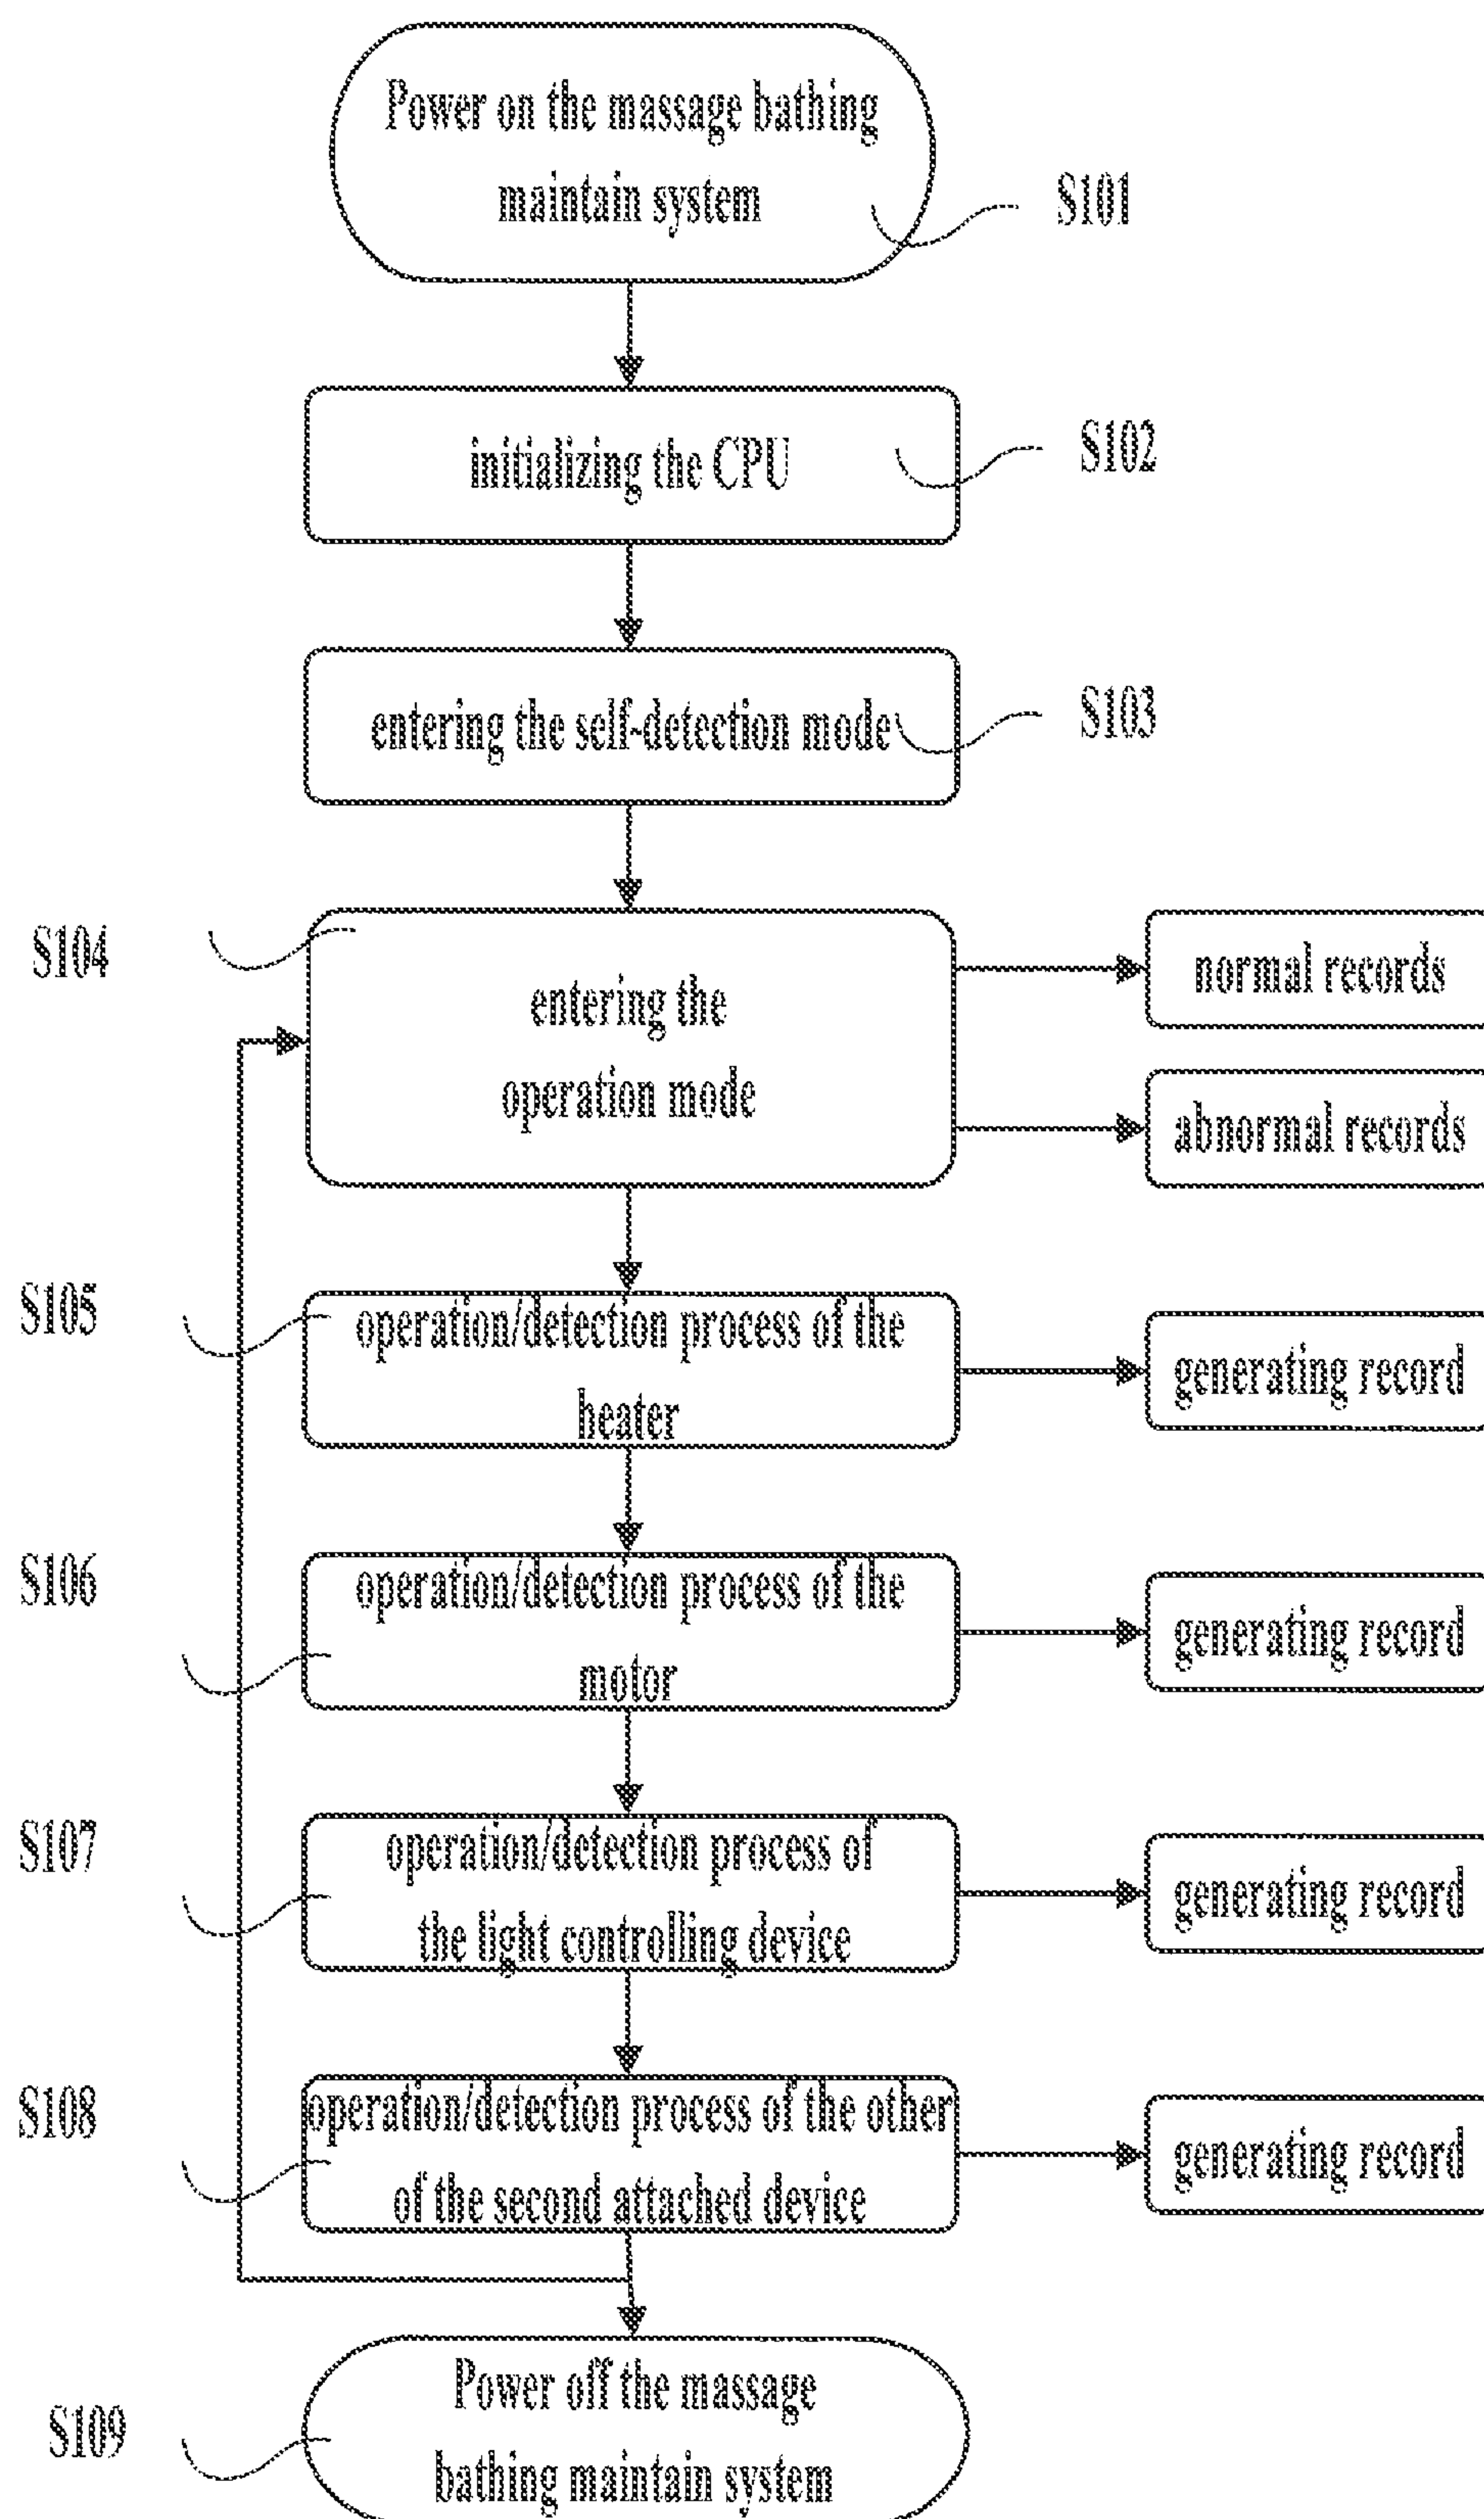 Power on the massage bathing
maintain system
S101
initializing the CPU
S102
entering the self-detection mode
S103
S104
entering the
operation mode
normal records
abnormal records
S105
operation/detection process of the
heater
generating record
S106
operation/detection process of the
motor
generating record
S107
operation/detection process of
the light controlling device
generating record
S108
operation/detection process of the other
of the second attached device
generating record
S109
Power off the massage
bathing maintain system